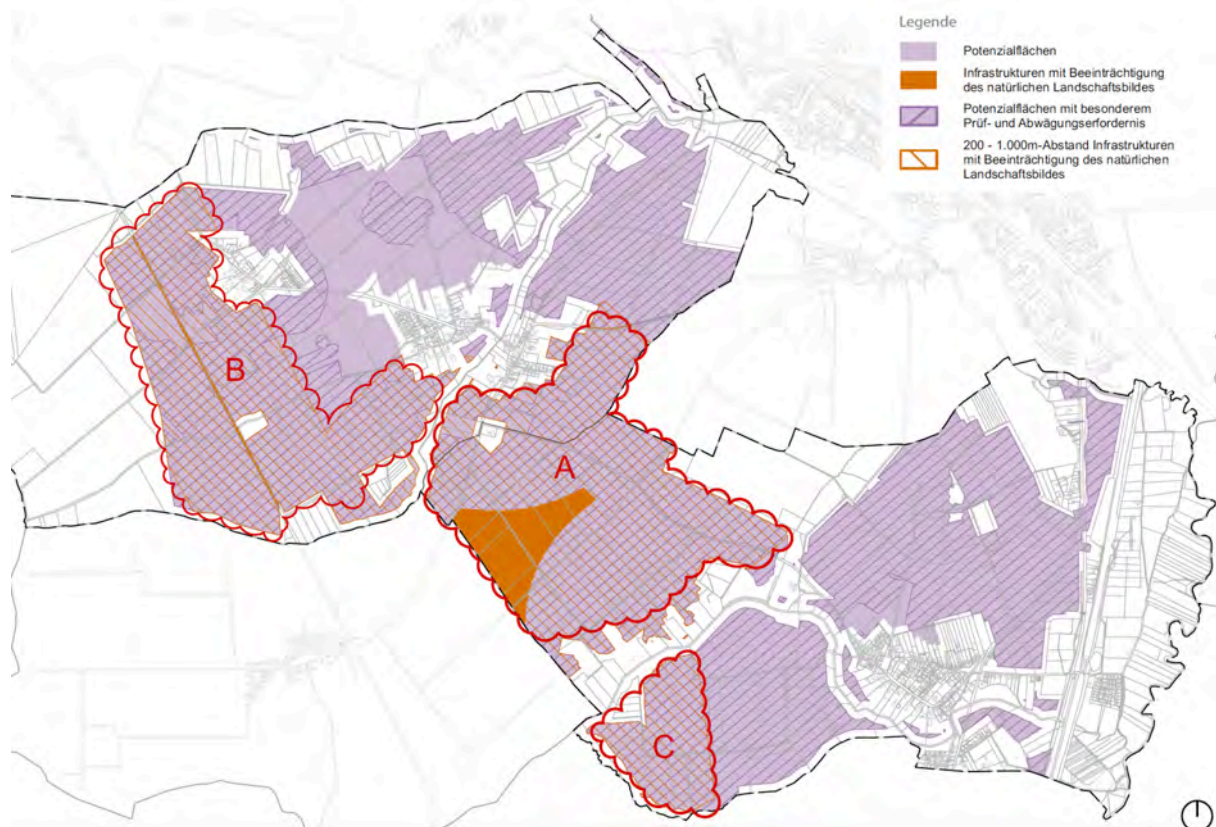 Legende
Potenzialflächen
Infrastrukturen mit Beeinträchtigung
des natürlichen Landschaftsbildes
Potenzialflächen mit besonderem
Prüf- und Abwägungserfordernis
200 - 1.000m-Abstand Infrastrukturen
mit Beeinträchtigung des natürlichen
Landschaftsbildes
B
A
C